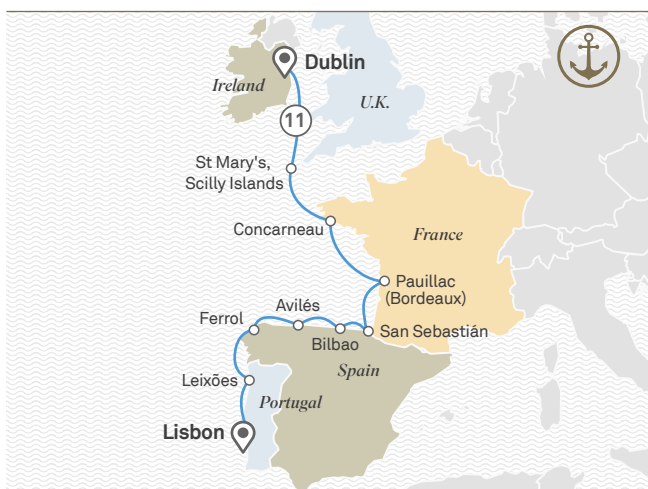 Dublin
Ireland
U.K.
11
St Mary's,
Scilly Islands
Concarneau
France
Pauillac
(Bordeaux)
Avilés
Ferrol
San Sebastián
Bilbao
Spain
Leixões
Portugal
Lisbon